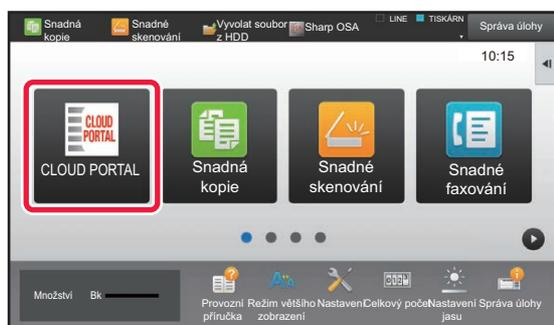 Snadná kopie
Snadné skenování
Vyvolat soubor z HDD
Sharp OSA
LINE
TISKÁRN
Správa úlohy
10:15
CLOUD PORTAL
CLOUD PORTAL
Snadná kopie
Snadné skenování
Snadné faxování
Množství Bk
Provozní příručka
Režim většího zobrazení
Nastavení
Celkový počet
Nastavení jasu
Správa úlohy